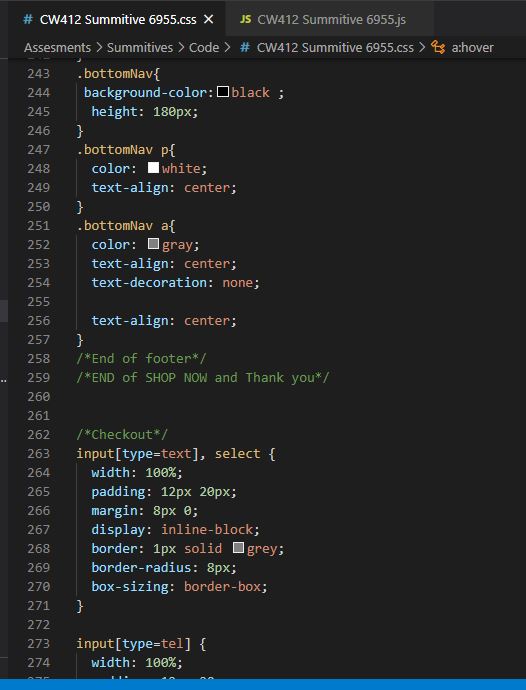 # CW412 Summitive 6955.css × JS CW412 Summitive 6955.js
Assesments > Summitives > Code > # CW412 Summitive 6955.css > a:hover
242 }
243 .bottomNav{
244 background-color: black ;
245 height: 180px;
246 }
247 .bottomNav p{
248 color: white;
249 text-align: center;
250 }
251 .bottomNav a{
252 color: gray;
253 text-align: center;
254 text-decoration: none;
255
256 text-align: center;
257 }
258 /*End of footer*/
259 /*END of SHOP NOW and Thank you*/
260
261
262 /*Checkout*/
263 input[type=text], select {
264 width: 100%;
265 padding: 12px 20px;
266 margin: 8px 0;
267 display: inline-block;
268 border: 1px solid grey;
269 border-radius: 8px;
270 box-sizing: border-box;
271 }
272
273 input[type=tel] {
274 width: 100%;